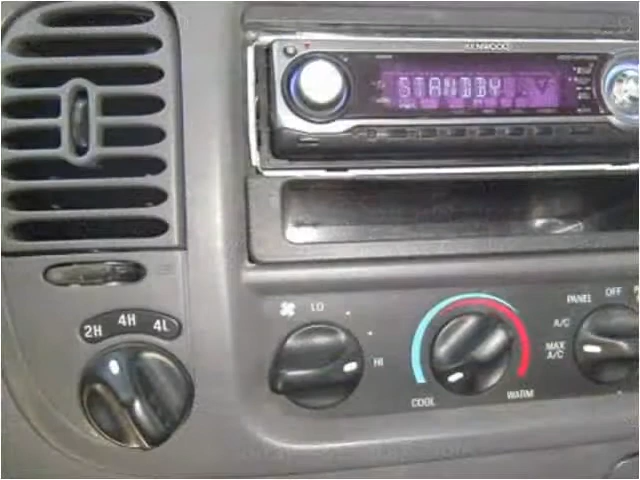 KENWOOD
STANDBY
2H 4H 4L
LO
HI
COOL WARM
PANEL OFF
A/C
MAX
A/C